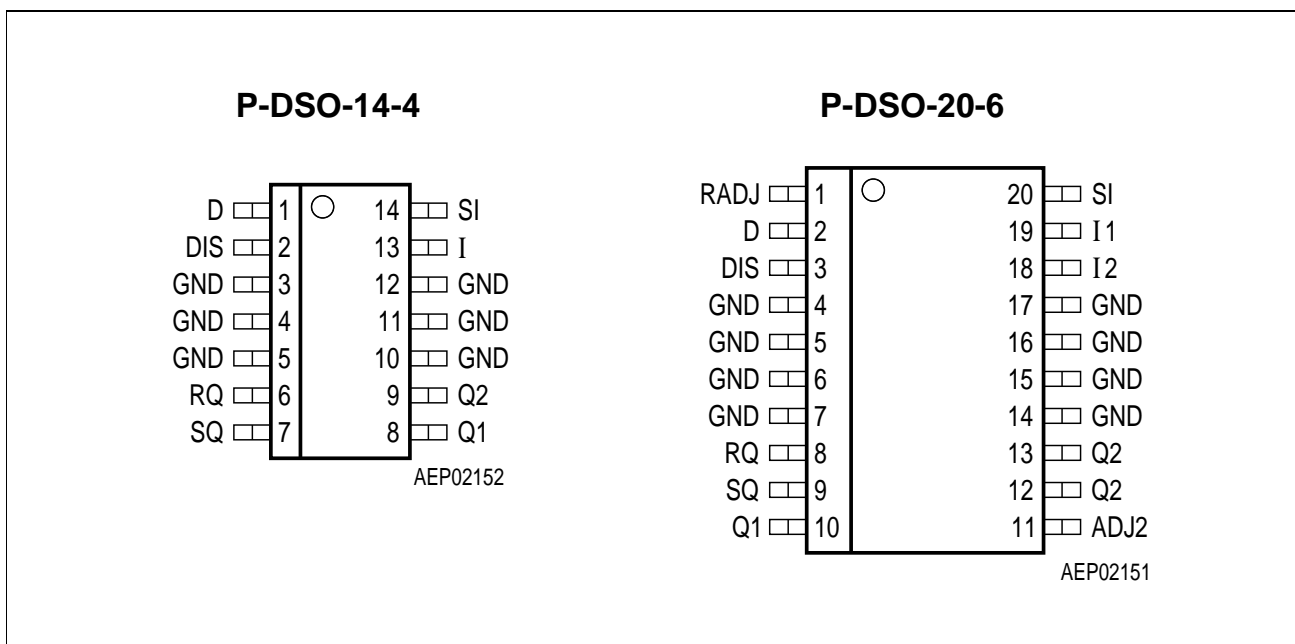 P-DSO-14-4
D 1 14 SI
DIS 2 13 I
GND 3 12 GND
GND 4 11 GND
GND 5 10 GND
RQ 6 9 Q2
SQ 7 8 Q1
AEP02152
P-DSO-20-6
RADJ 1 20 SI
D 2 19 I1
DIS 3 18 I2
GND 4 17 GND
GND 5 16 GND
GND 6 15 GND
GND 7 14 GND
RQ 8 13 Q2
SQ 9 12 Q2
Q1 10 11 ADJ2
AEP02151